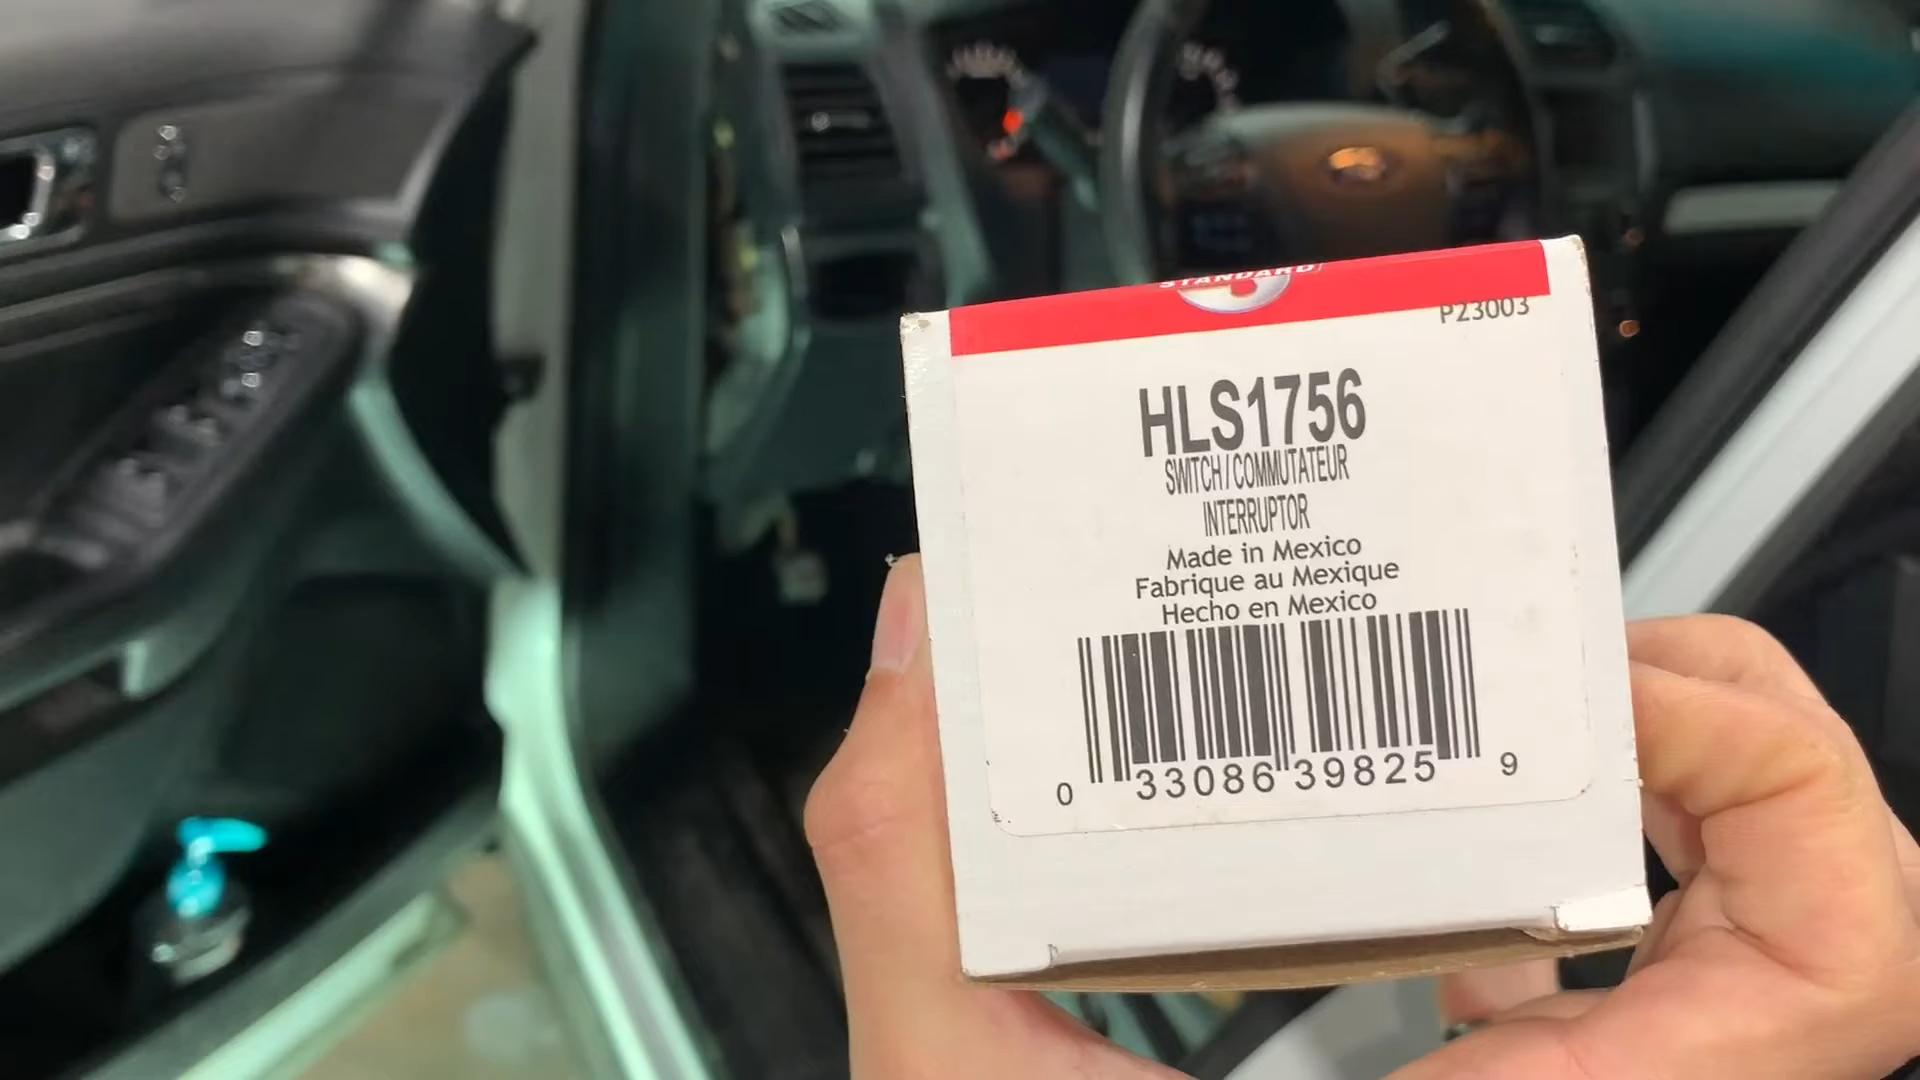 STANDARD
P23003
HLS1756
SWITCH/COMMUTATEUR
INTERRUPTOR
Made in Mexico
Fabrique au Mexique
Hecho en Mexico
0 33086 39825 9